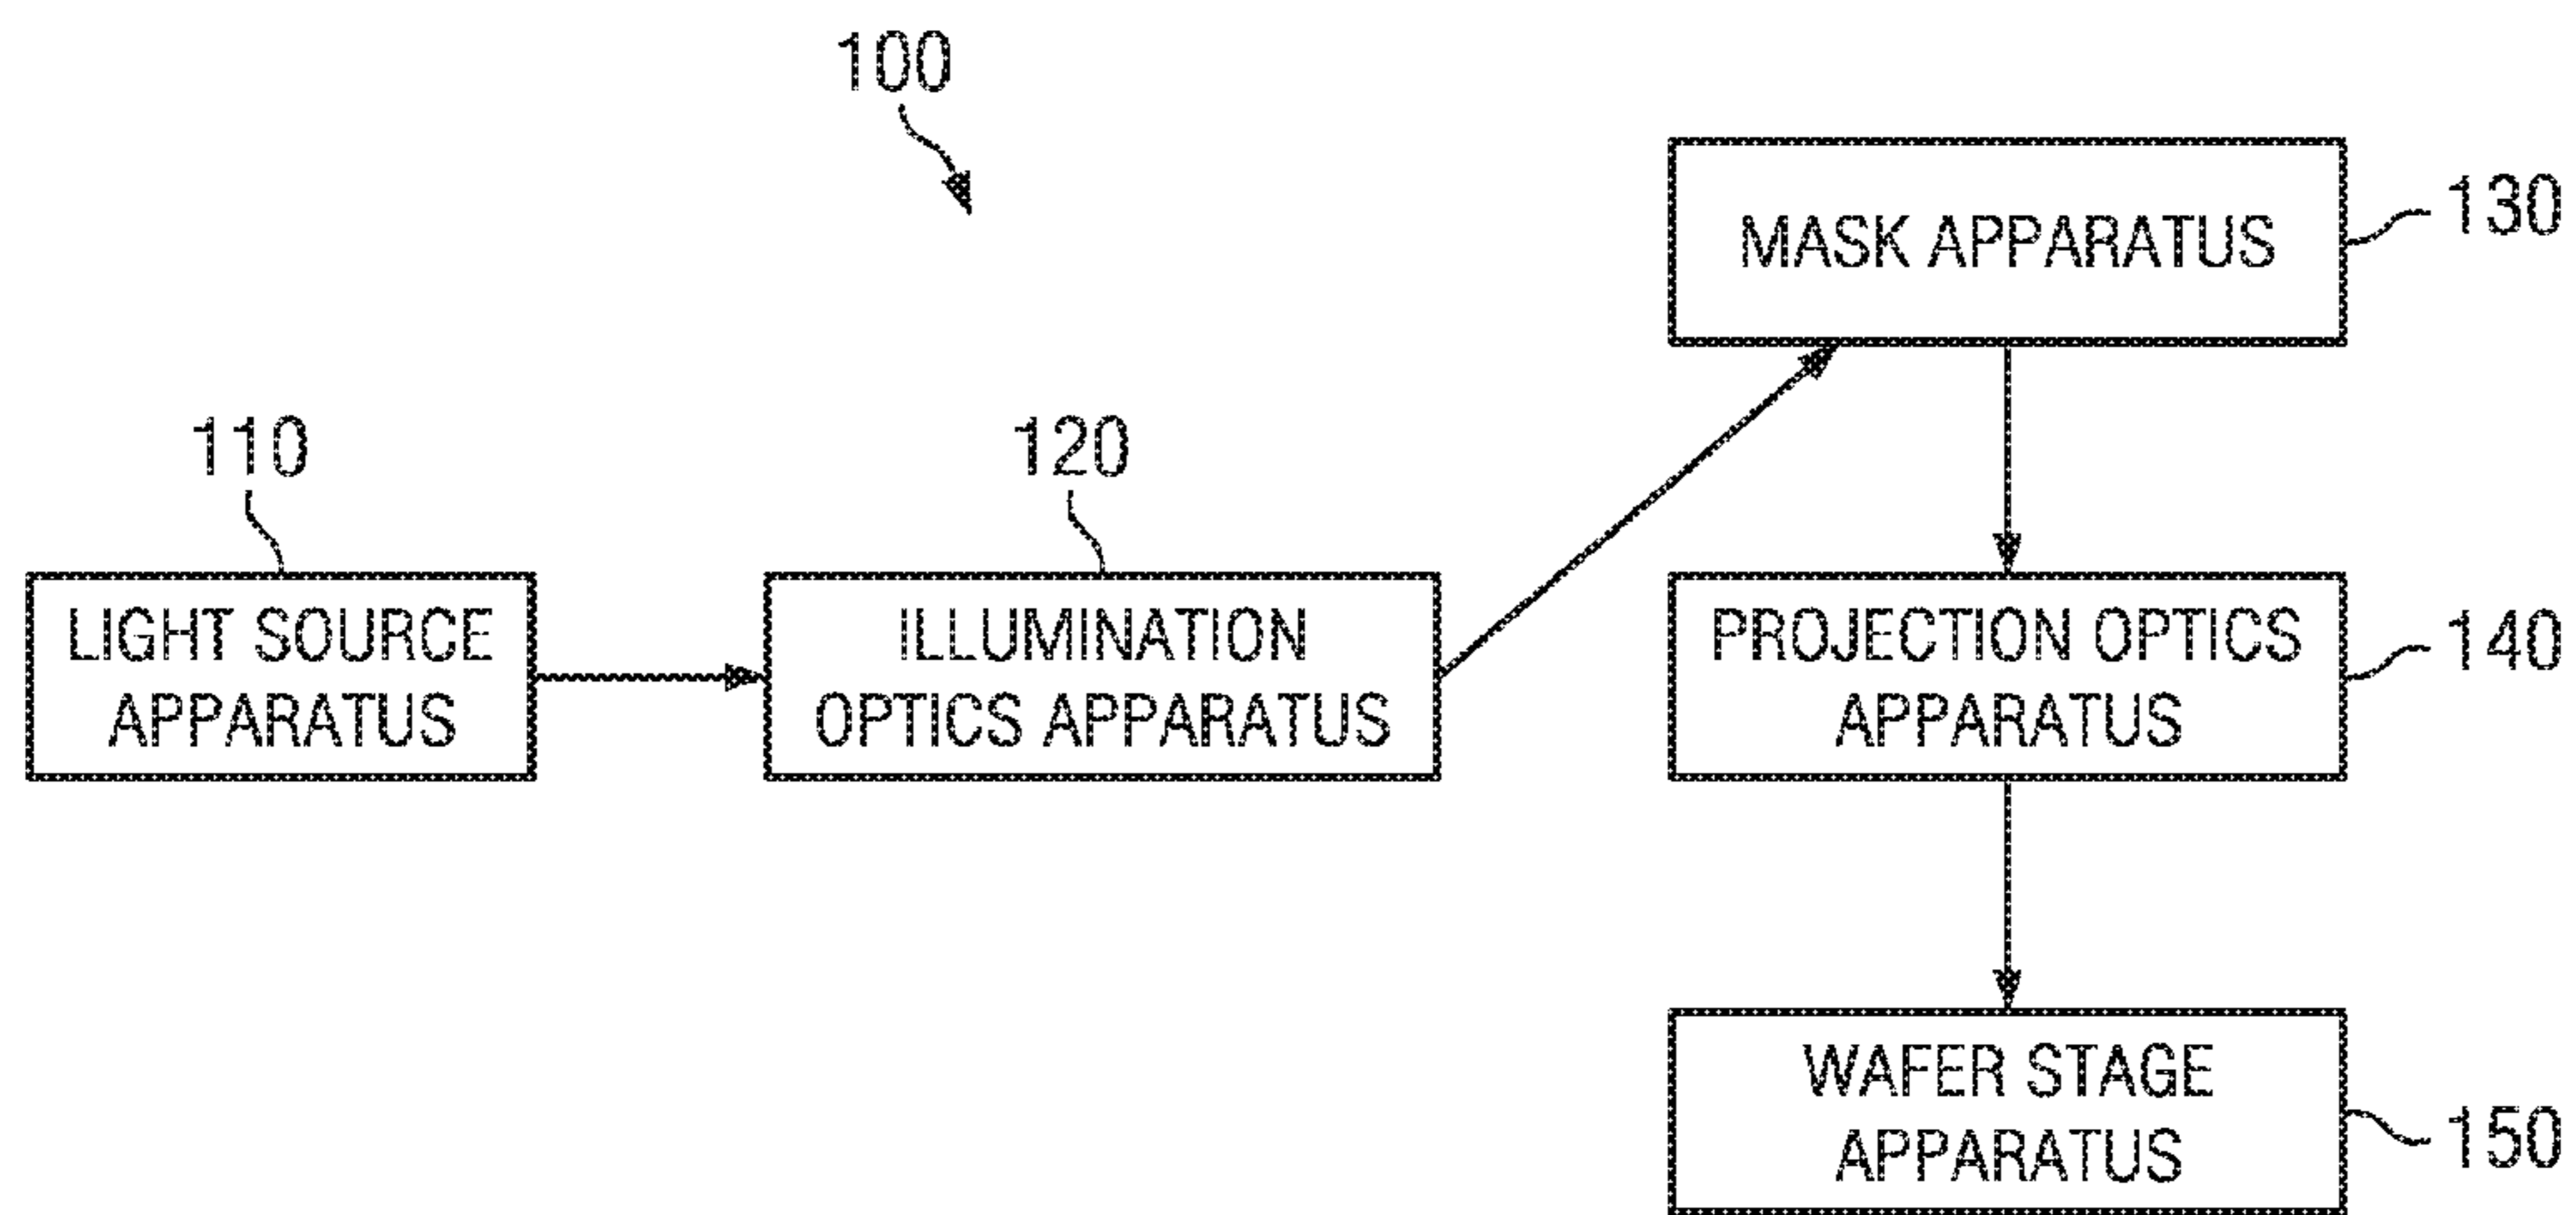 100
MASK APPARATUS
130
110
120
LIGHT SOURCE
APPARATUS
ILLUMINATION
OPTICS APPARATUS
PROJECTION OPTICS
APPARATUS
140
WAFER STAGE
APPARATUS
150